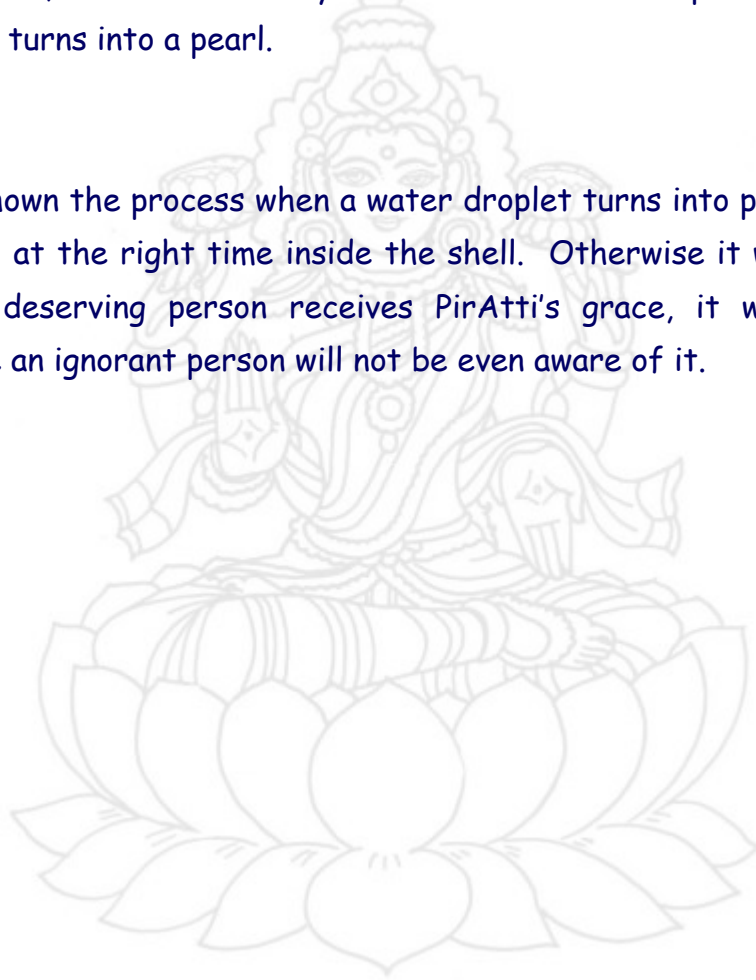 turns into a pearl.
own the process when a water droplet turns into
at the right time inside the shell. Otherwise it
deserving person receives PirAtti's grace, it
an ignorant person will not be even aware of it.